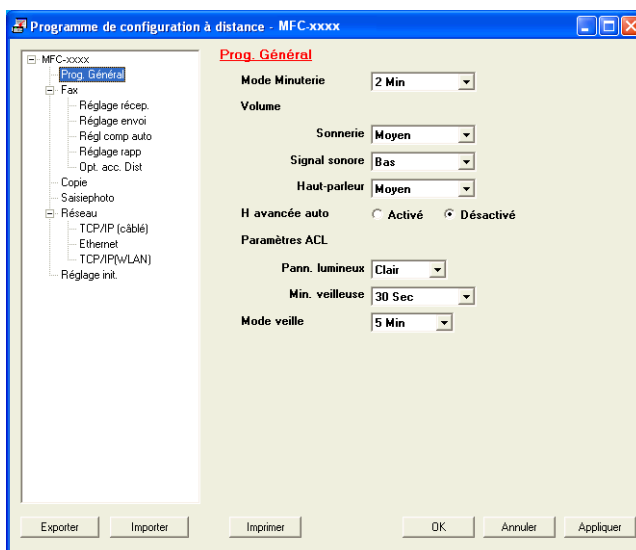 Programme de configuration à distance - MFC-xxxx
MFC-xxxx
Prog. Général
Fax
Réglage récep.
Réglage envoi
Régl comp auto
Réglage rapp
Opt. acc. Dist
Copie
Saisiephoto
Réseau
TCP/IP (câblé)
Ethernet
TCP/IP(WLAN)
Réglage init.
Prog. Général
Mode Minuterie 2 Min
Volume
Sonnerie Moyen
Signal sonore Bas
Haut-parleur Moyen
H avancée auto Activé Désactivé
Paramètres ACL
Pann. lumineux Clair
Min. veilleuse 30 Sec
Mode veille 5 Min
Exporter Importer Imprimer OK Annuler Appliquer